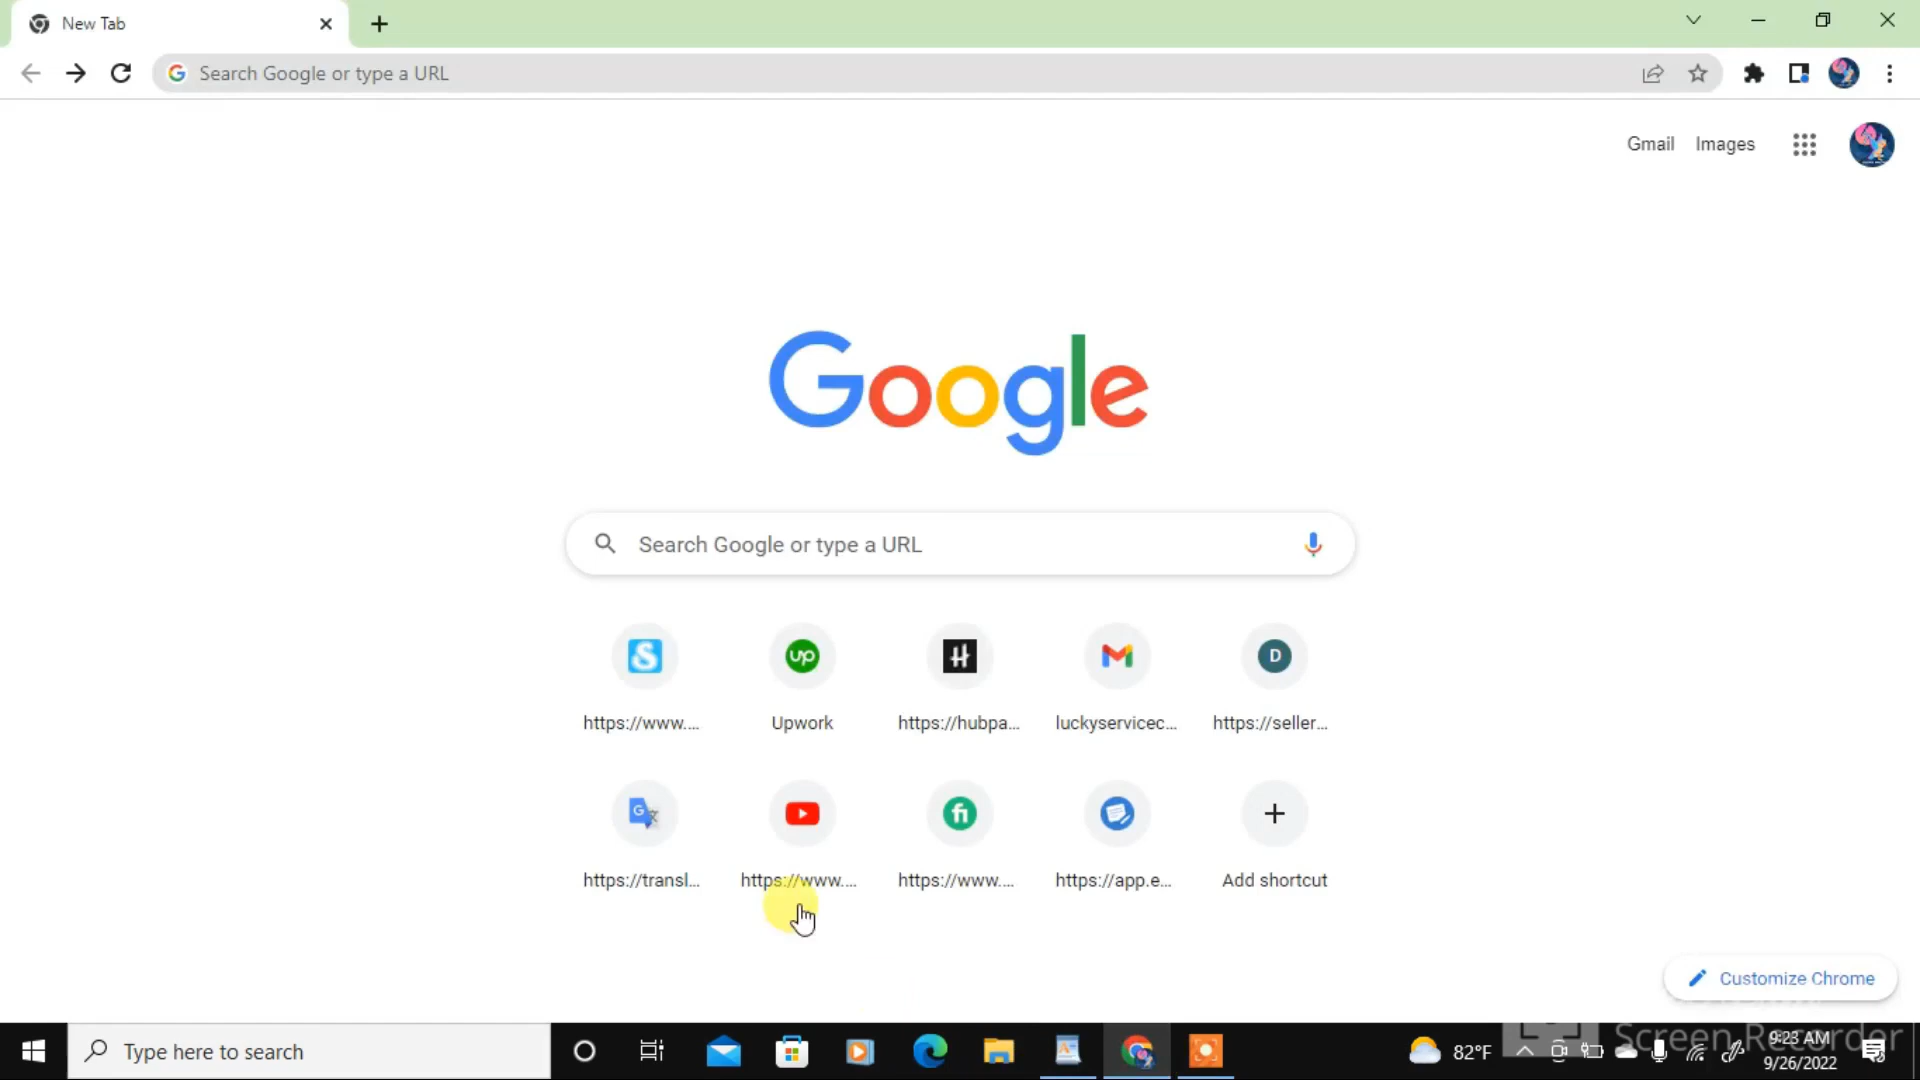 New Tab
Search Google or type a URL
Gmail Images
Google
Search Google or type a URL
https://www....
Upwork
https://hubpa...
luckyservicec...
https://seller...
https://transl...
https://www....
https://www....
https://app.e...
Add shortcut
Customize Chrome
Type here to search
82°F
Screen Recorder
9:23 AM
9/26/2022